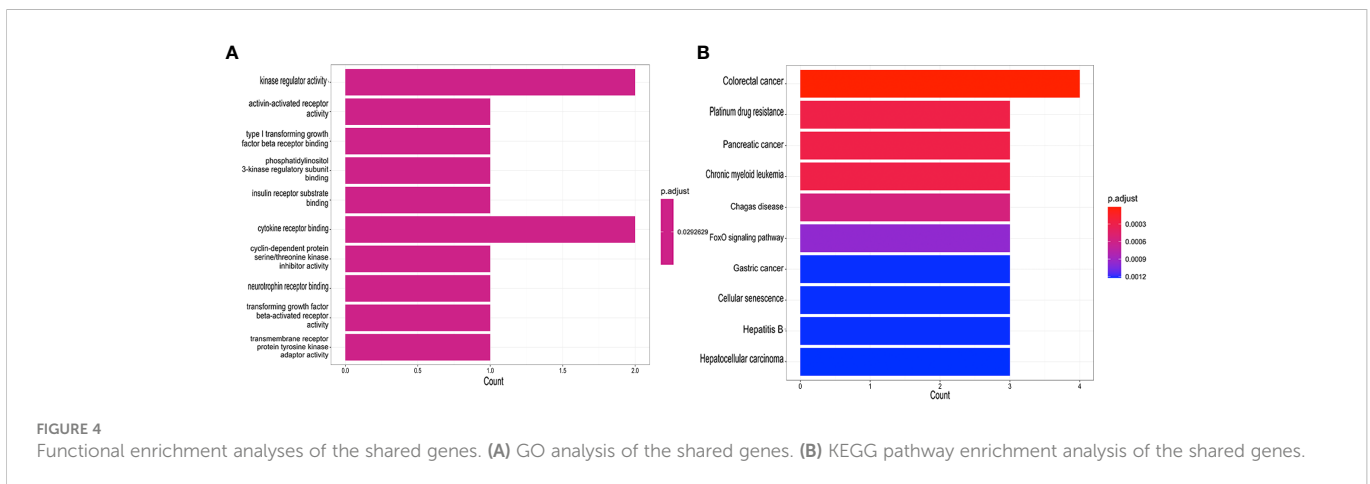 A
kinase regulator activity
activin-activated receptor
activity
type I transforming growth
factor beta receptor binding
phosphatidylinositol
3-kinase regulatory subunit
binding
insulin receptor substrate
binding
cytokine receptor binding
cyclin-dependent protein
serine/threonine kinase
inhibitor activity
neurotrophin receptor binding
transforming growth factor
beta-activated receptor
activity
transmembrane receptor
protein tyrosine kinase
adaptor activity
0.0
0.5
1.0
1.5
2.0
Count
p.adjust
0.0292629
B
Colorectal cancer
Platinum drug resistance
Pancreatic cancer
Chronic myeloid leukemia
Chagas disease
FoxO signaling pathway
Gastric cancer
Cellular senescence
Hepatitis B
Hepatocellular carcinoma
0
1
2
3
4
Count
p.adjust
0.0003
0.0006
0.0009
0.0012
FIGURE 4
Functional enrichment analyses of the shared genes. (A) GO analysis of the shared genes. (B) KEGG pathway enrichment analysis of the shared genes.